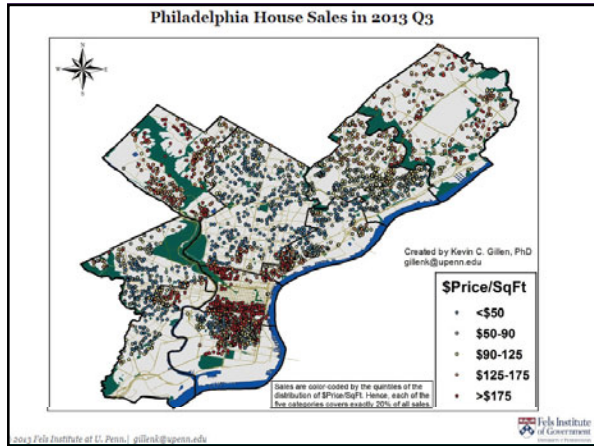 Philadelphia House Sales in 2013 Q3
Created by Kevin C. Gillen, PhD
gillenk@upenn.edu
$Price/SqFt
<$50
$50-90
$90-125
$125-175
>$175
Sales are color-coded by the quintiles of the
distribution of $Price/SqFt. Hence, each of the
five categories covers exactly 20% of all sales.
2013 Fels Institute at U. Penn.| gillenk@upenn.edu
Fels Institute
of Government